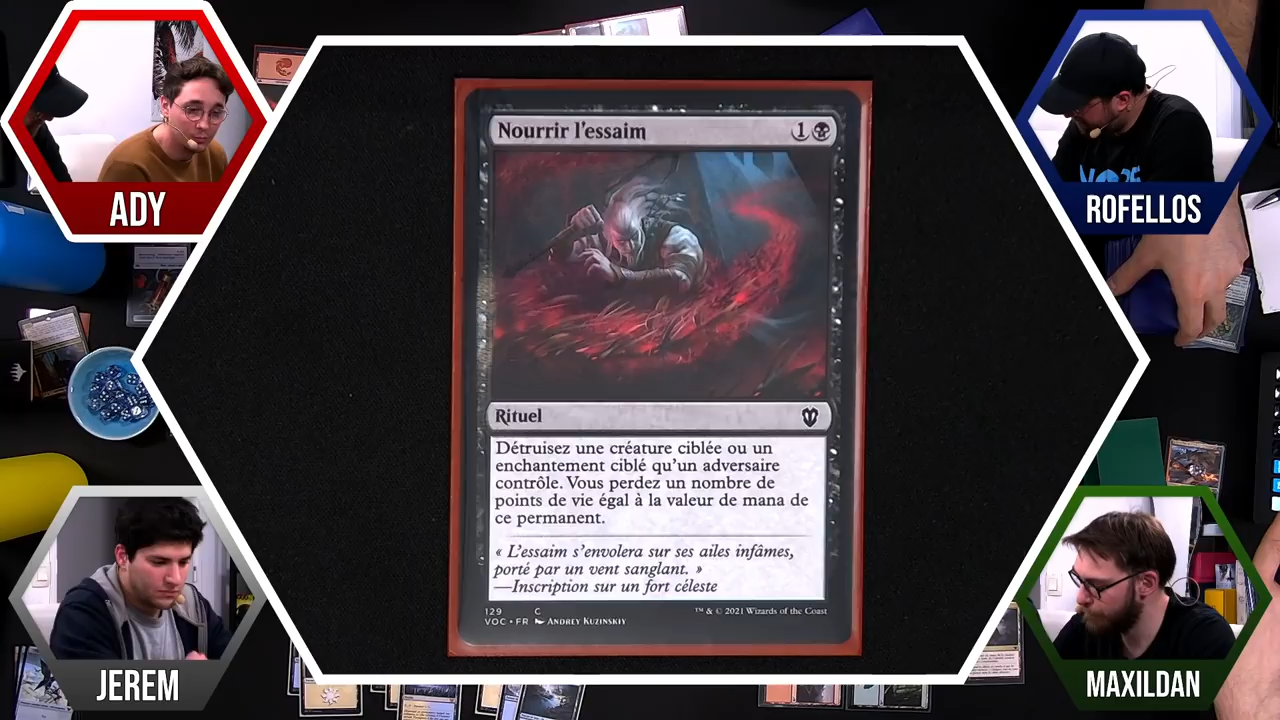 ADY
ROFELLOS
JEREM
MAXILDAN
Nourrir l'essaim
1
Rituel
Détruisez une créature ciblée ou un
enchantement ciblé qu'un adversaire
contrôle. Vous perdez un nombre de
points de vie égal à la valeur de mana de
ce permanent.
« L'essaim s'envolera sur ses ailes infâmes,
porté par un vent sanglant. »
—Inscription sur un fort céleste
129 C
VOC • FR ANDREY KUZINSKIY
™ & © 2021 Wizards of the Coast